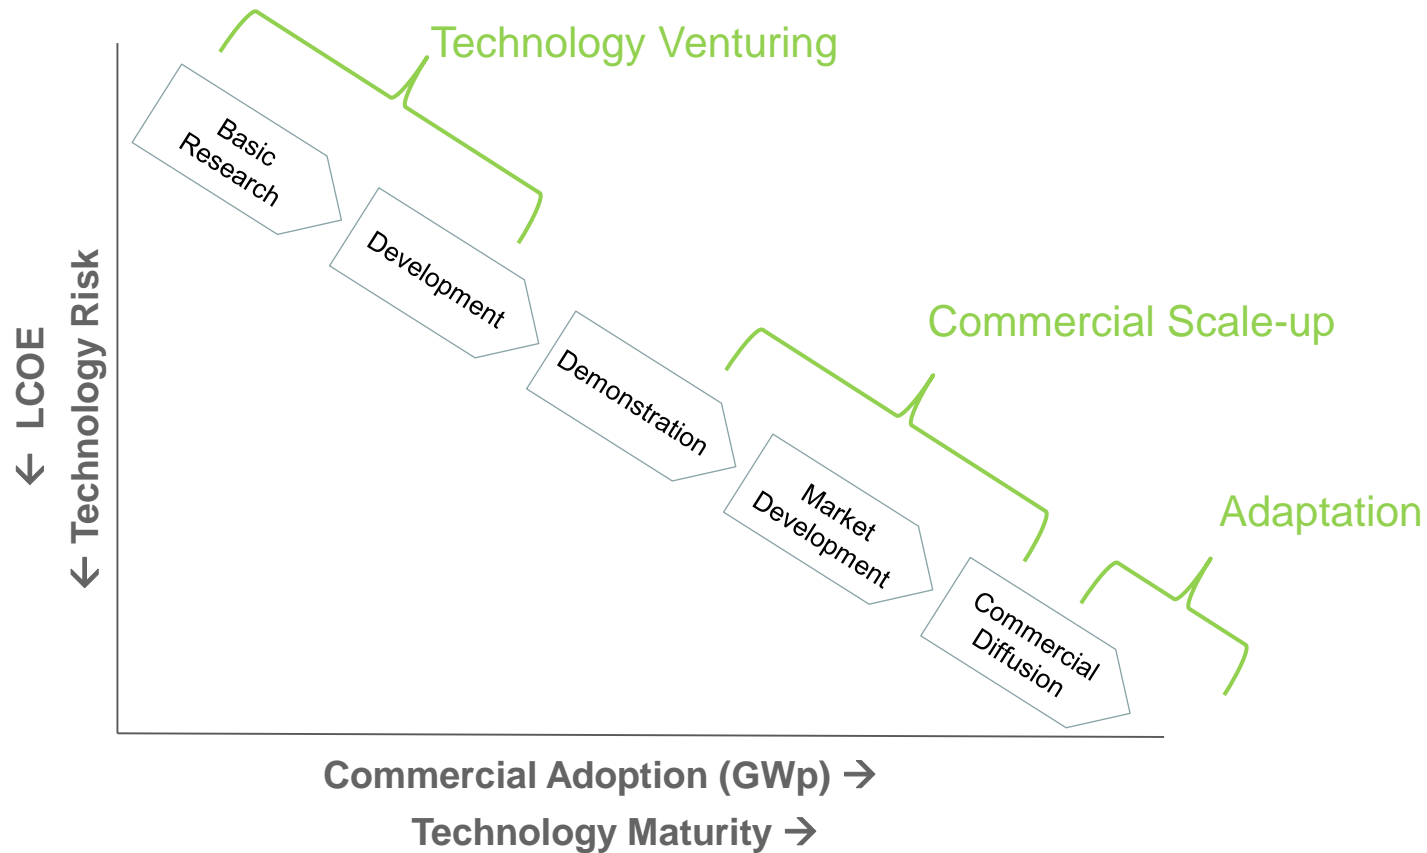 Technology Venturing
Basic
Research
Development
Demonstration
Commercial Scale-up
Market
Development
Adaptation
Commercial
Diffusion
← LCOE
← Technology Risk
Commercial Adoption (GWp) →
Technology Maturity →